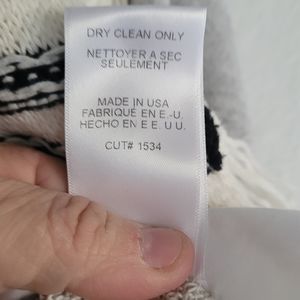 DRY CLEAN ONLY
NETTOYER A SEC
SEULEMENT
MADE IN USA
FABRIQUE EN E.-U.
HECHO EN E E U U.
CUT# 1534